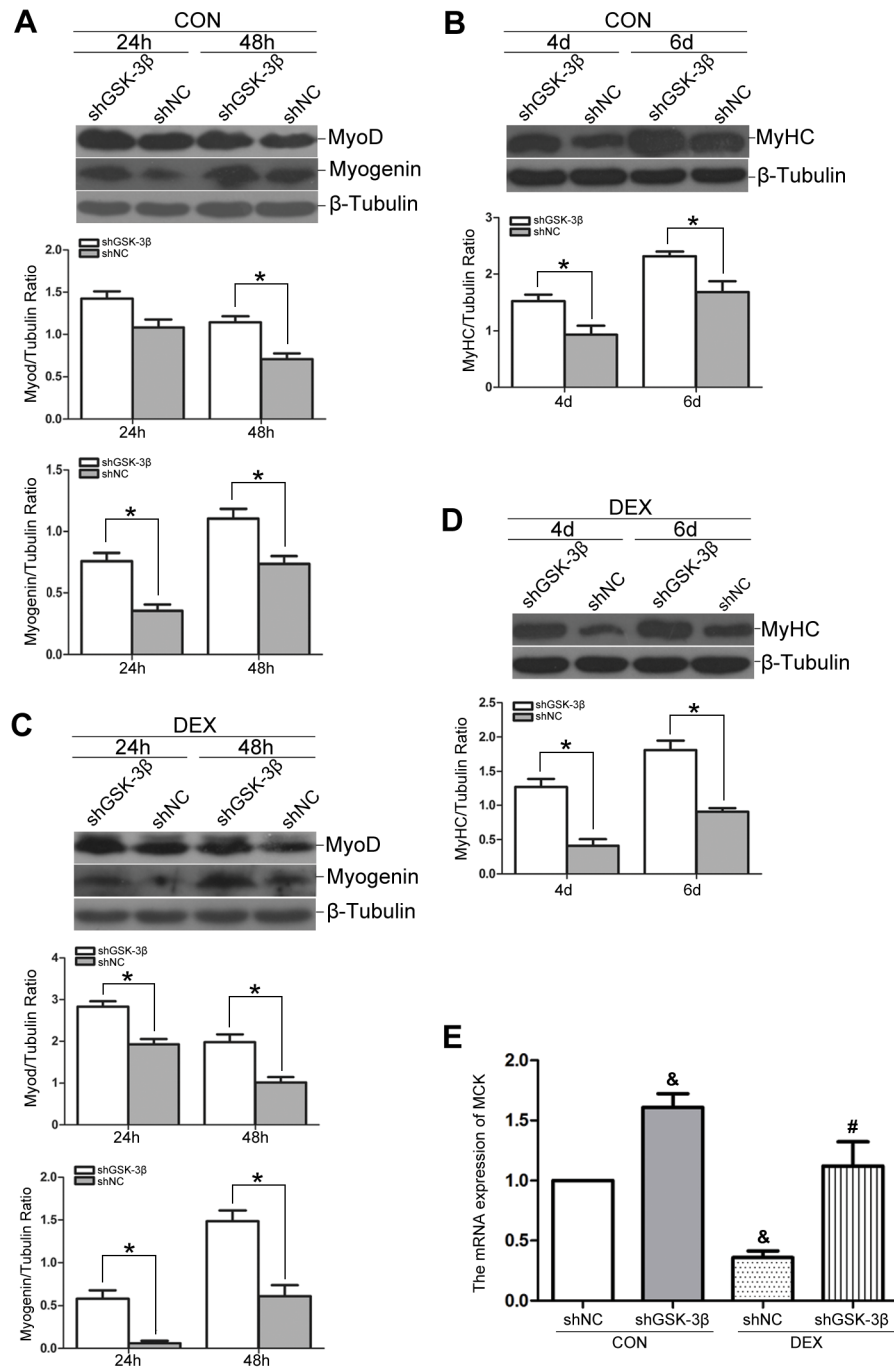 A
CON
24h 48h
shGSK-3β shNC shGSK-3β shNC
MyoD
Myogenin
β-Tubulin
shGSK-3β
shNC
Myod/Tubulin Ratio
2.0
1.5
1.0
0.5
0.0
24h 48h
*
shGSK-3β
shNC
Myogenin/Tubulin Ratio
1.5
1.0
0.5
0.0
24h 48h
* *
B
CON
4d 6d
shGSK-3β shNC shGSK-3β shNC
MyHC
β-Tubulin
shGSK-3β
shNC
MyHC/Tubulin Ratio
3
2
1
0
4d 6d
* *
C
DEX
24h 48h
shGSK-3β shNC shGSK-3β shNC
MyoD
Myogenin
β-Tubulin
shGSK-3β
shNC
Myod/Tubulin Ratio
4
3
2
1
0
24h 48h
* *
shGSK-3β
shNC
Myogenin/Tubulin Ratio
2.0
1.5
1.0
0.5
0.0
24h 48h
* *
D
DEX
4d 6d
shGSK-3β shNC shGSK-3β shNC
MyHC
β-Tubulin
shGSK-3β
shNC
MyHC/Tubulin Ratio
2.5
2.0
1.5
1.0
0.5
0.0
4d 6d
* *
E
The mRNA expression of MCK
2.0
1.5
1.0
0.5
0.0
& & #
shNC shGSK-3β shNC shGSK-3β
CON DEX